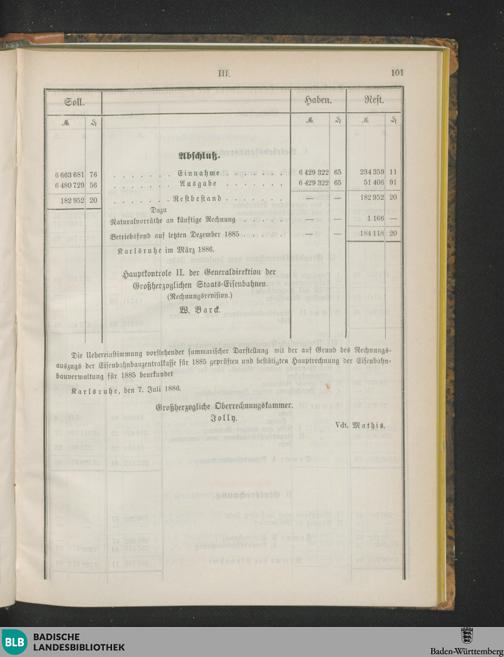 III. 101
Soll. Haben. Rest.
ℳ ₰ ℳ ₰ ℳ ₰
Abschluß.
6 663 681 76 . . . . . . . Einnahme . . . . . . . 6 429 322 65 234 359 11
6 480 729 56 . . . . . . . Ausgabe . . . . . . . 6 429 322 65 51 406 91
182 952 20 . . . . . . . Restbestand . . . . . . . — — 182 952 20
Dazu
Naturalvorräthe an künftige Rechnung . . . . . — — 1 166 —
Betriebsfond auf letzten Dezember 1885 . . . . . — — 184 118 20
Karlsruhe im März 1886.
Hauptkontrole II. der Generaldirektion der
Großherzoglichen Staats-Eisenbahnen.
(Rechnungsrevision.)
W. Barck.
Die Uebereinstimmung vorstehender summarischer Darstellung mit der auf Grund des Rechnungs-
auszugs der Eisenbahnbauzentralkasse für 1885 geprüften und bestätigten Hauptrechnung der Eisenbahn-
bauverwaltung für 1885 beurkundet
Karlsruhe, den 7. Juli 1886.
Großherzogliche Oberrechnungskammer.
Jolly.
Vdt. Mathis.
BLB BADISCHE
LANDESBIBLIOTHEK
Baden-Württemberg